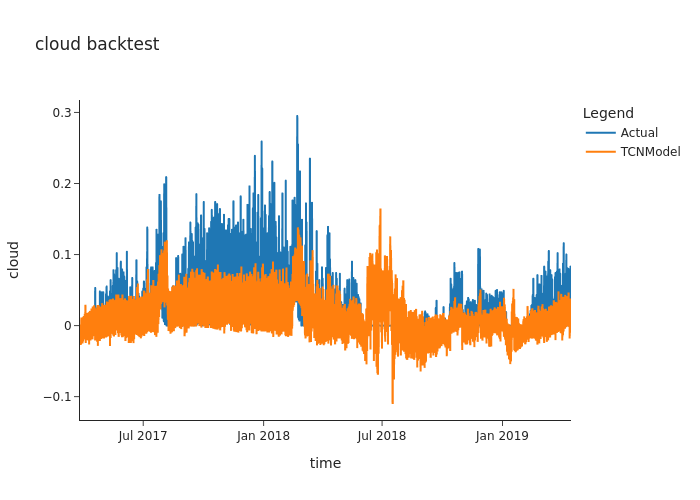 cloud backtest
Legend
Actual
TCNModel
cloud
0.3
0.2
0.1
0
−0.1
Jul 2017
Jan 2018
Jul 2018
Jan 2019
time